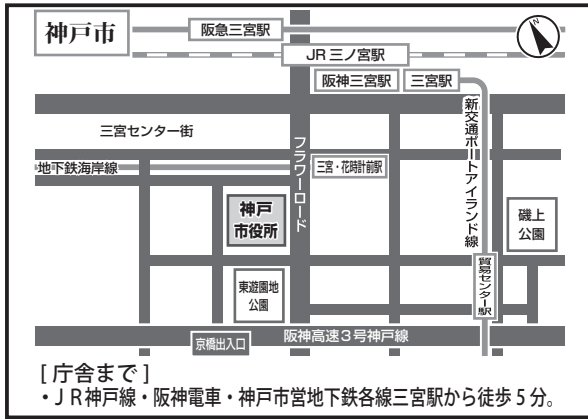 神戸市
阪急三宮駅
N
JR三ノ宮駅
阪神三宮駅
三宮駅
三宮センター街
新交通ポートアイランド線
フラワーロード
地下鉄海岸線
三宮・花時計前駅
神戸
市役所
磯上
公園
東遊園地
公園
貿易センター駅
阪神高速3号神戸線
京橋出入口
[庁舎まで]
・JR神戸線・阪神電車・神戸市営地下鉄各線三宮駅から徒歩5分。